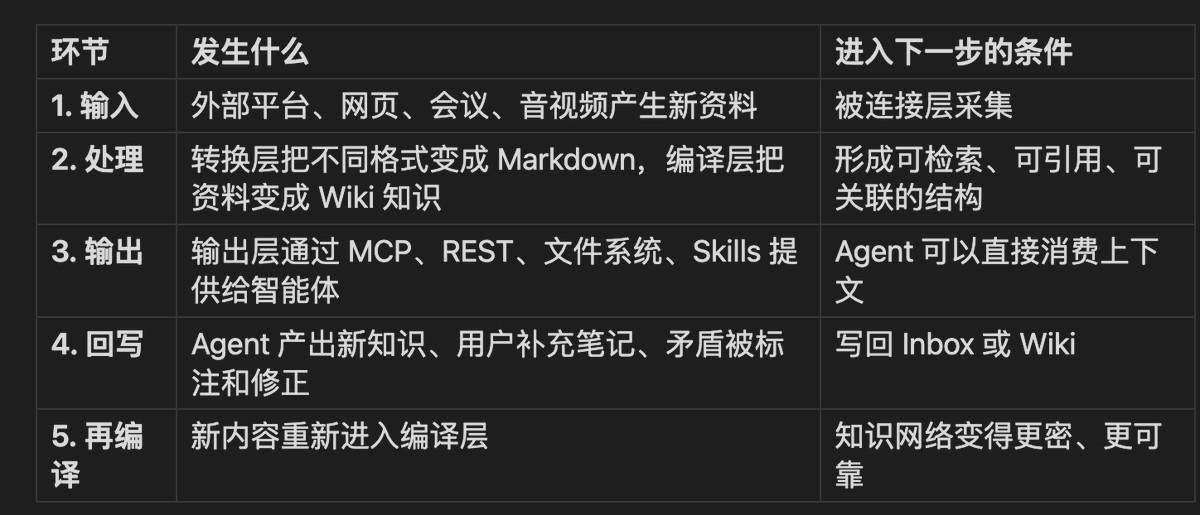 环节 发生什么 进入下一步的条件
1. 输入 外部平台、网页、会议、音视频产生新资料 被连接层采集
2. 处理 转换层把不同格式变成 Markdown，编译层把 形成可检索、可引用、可
资料变成 Wiki 知识 关联的结构
3. 输出 输出层通过 MCP、REST、文件系统、Skills 提 Agent 可以直接消费上下
供给智能体 文
4. 回写 Agent 产出新知识、用户补充笔记、矛盾被标 写回 Inbox 或 Wiki
注和修正
5. 再编 新内容重新进入编译层 知识网络变得更密、更可
译 靠